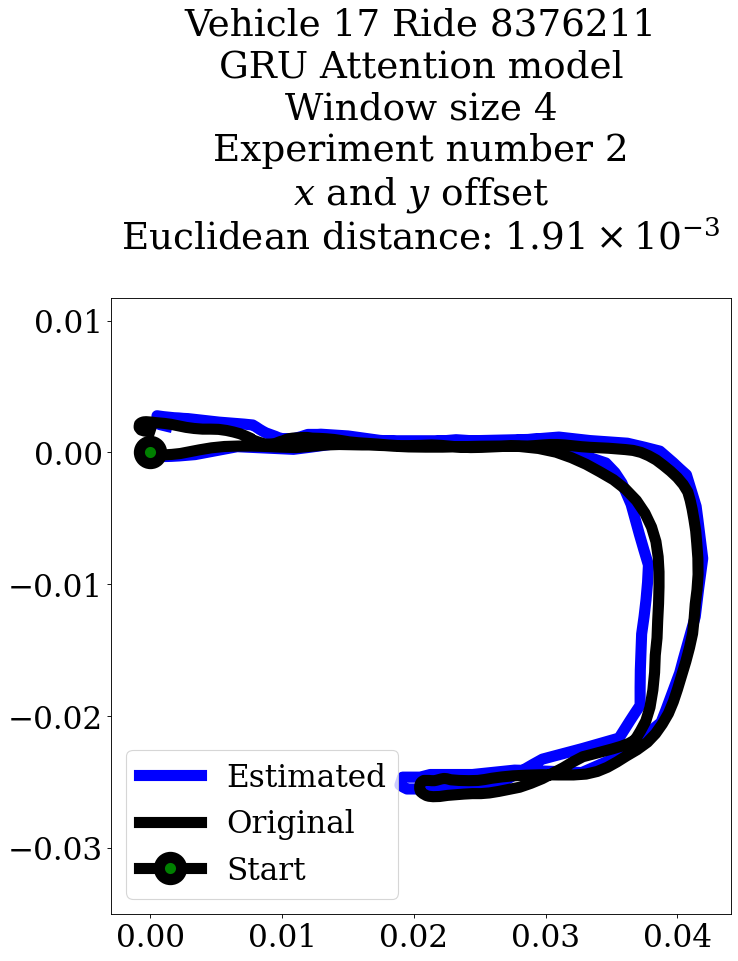 Vehicle 17 Ride 8376211
GRU Attention model
Window size 4
Experiment number 2
x and y offset
Euclidean distance: 1.91 × 10⁻³
0.01
0.00
−0.01
−0.02
−0.03
Estimated
Original
Start
0.00 0.01 0.02 0.03 0.04